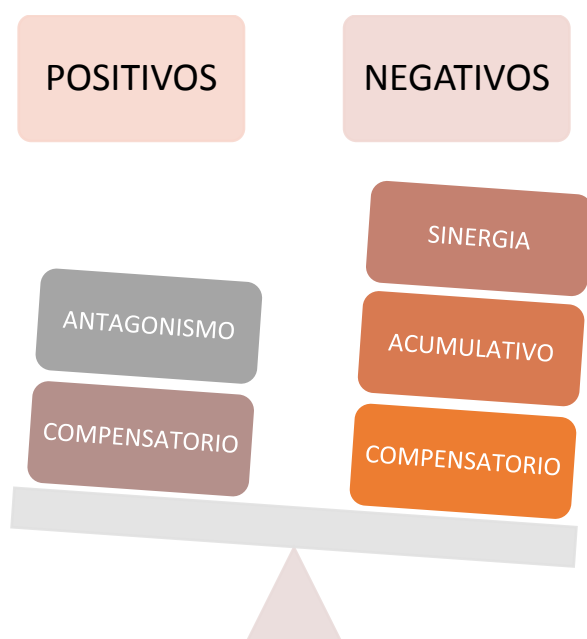 POSITIVOS
NEGATIVOS
SINERGIA
ANTAGONISMO
ACUMULATIVO
COMPENSATORIO
COMPENSATORIO